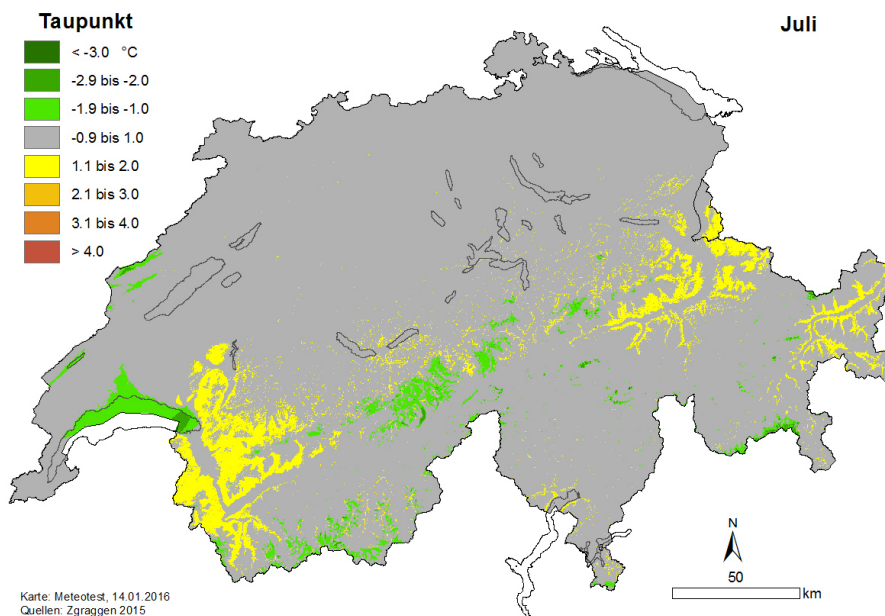 Taupunkt
Juli
< -3.0 °C
-2.9 bis -2.0
-1.9 bis -1.0
-0.9 bis 1.0
1.1 bis 2.0
2.1 bis 3.0
3.1 bis 4.0
> 4.0
N
50
km
Karte: Meteotest, 14.01.2016
Quellen: Zgraggen 2015